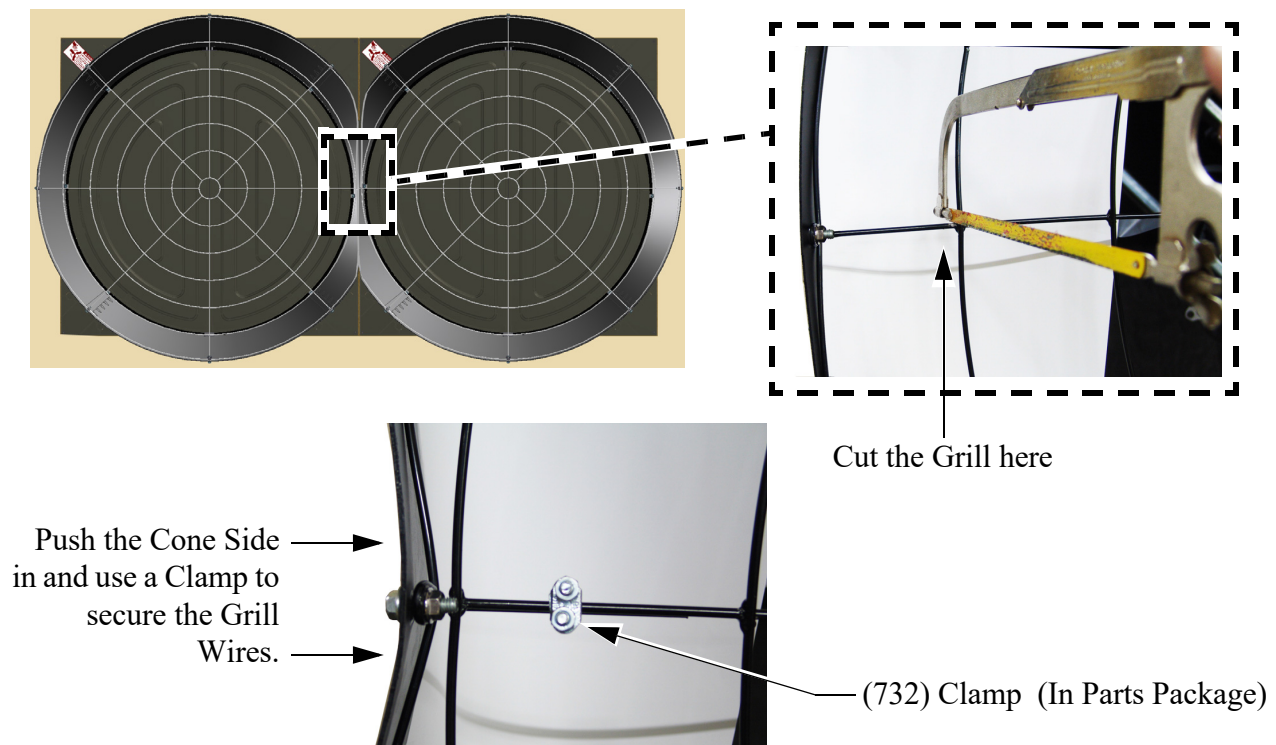 Cut the Grill here
Push the Cone Side
in and use a Clamp to
secure the Grill
Wires.
(732) Clamp (In Parts Package)